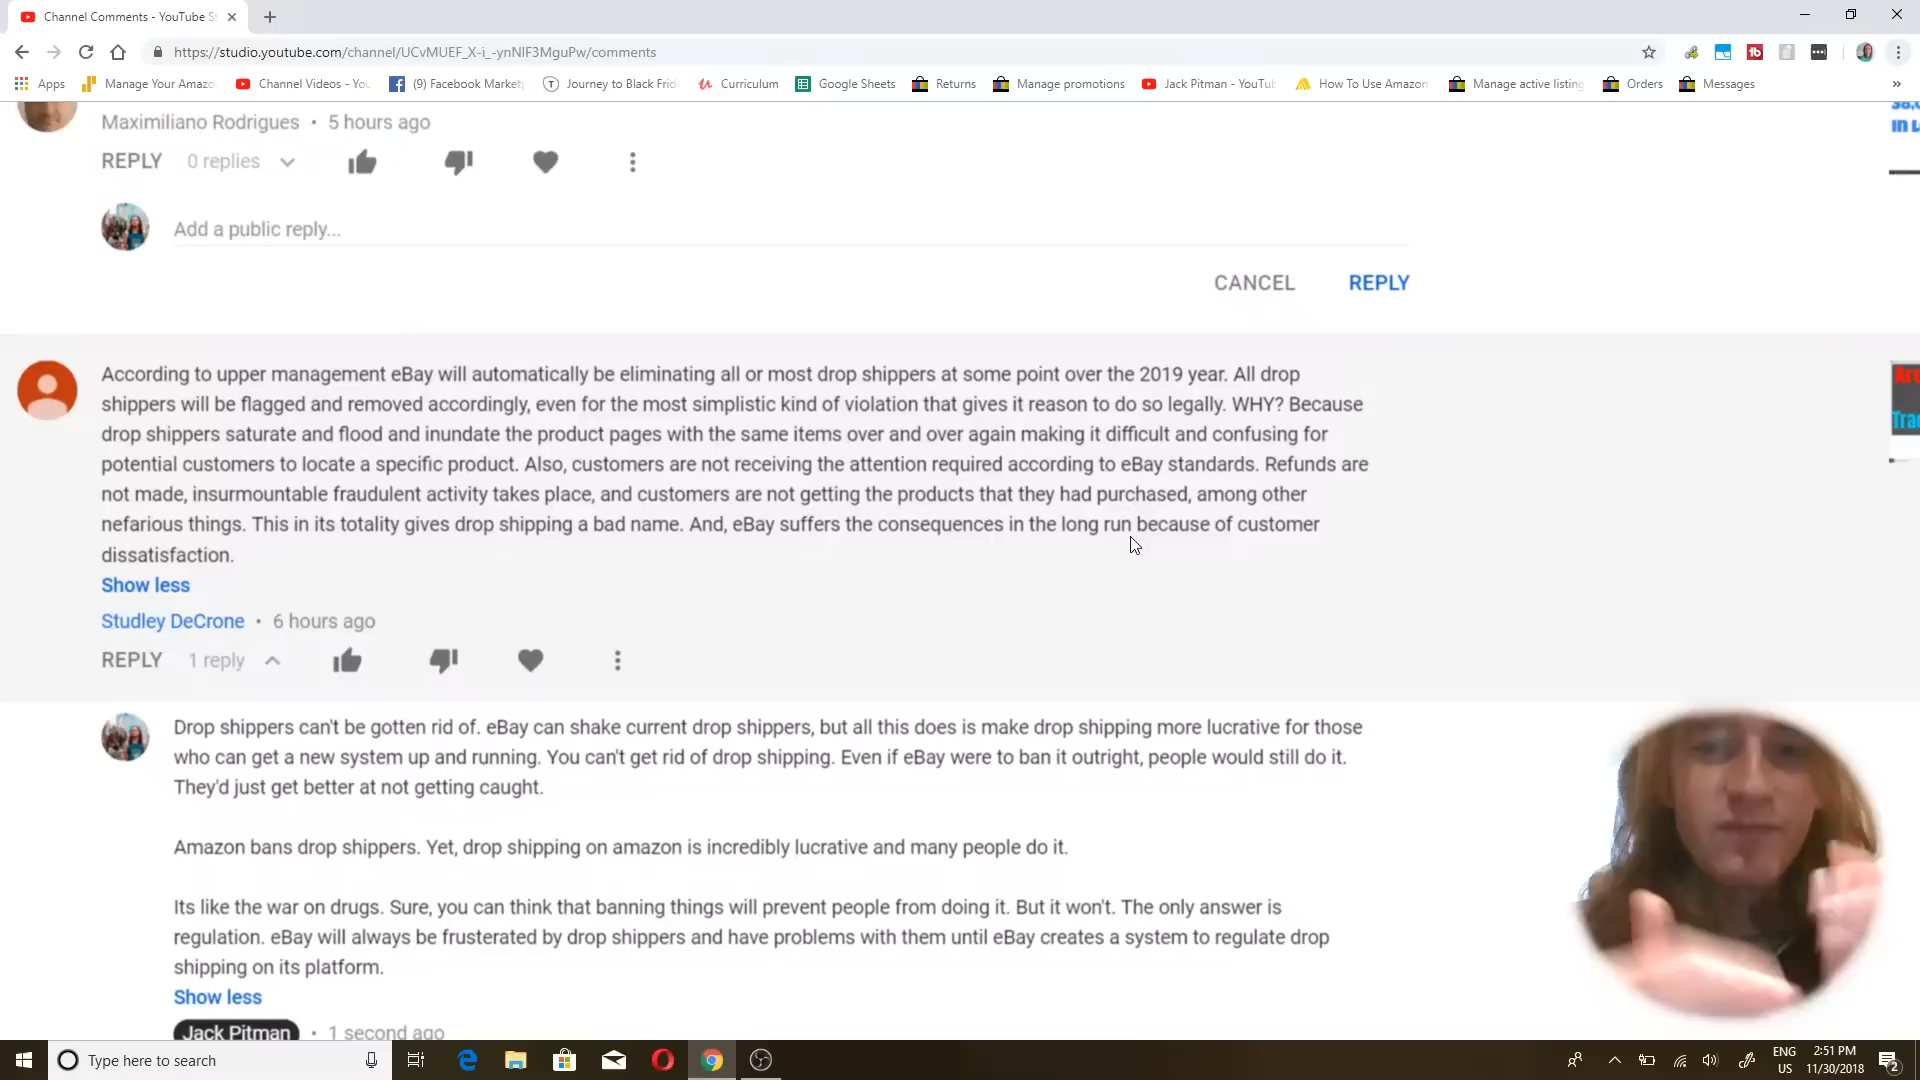 Channel Comments - YouTube S
https://studio.youtube.com/channel/UCvMUEF_X-i_-ynNIF3MguPw/comments
Apps Manage Your Amazo Channel Videos - You (9) Facebook Market Journey to Black Frid Curriculum Google Sheets Returns Manage promotions Jack Pitman - YouTub How To Use Amazon Manage active listing Orders Messages »
Maximiliano Rodrigues • 5 hours ago
REPLY 0 replies
Add a public reply...
CANCEL REPLY
According to upper management eBay will automatically be eliminating all or most drop shippers at some point over the 2019 year. All drop
shippers will be flagged and removed accordingly, even for the most simplistic kind of violation that gives it reason to do so legally. WHY? Because
drop shippers saturate and flood and inundate the product pages with the same items over and over again making it difficult and confusing for
potential customers to locate a specific product. Also, customers are not receiving the attention required according to eBay standards. Refunds are
not made, insurmountable fraudulent activity takes place, and customers are not getting the products that they had purchased, among other
nefarious things. This in its totality gives drop shipping a bad name. And, eBay suffers the consequences in the long run because of customer
dissatisfaction.
Show less
Studley DeCrone • 6 hours ago
REPLY 1 reply
Drop shippers can't be gotten rid of. eBay can shake current drop shippers, but all this does is make drop shipping more lucrative for those
who can get a new system up and running. You can't get rid of drop shipping. Even if eBay were to ban it outright, people would still do it.
They'd just get better at not getting caught.
Amazon bans drop shippers. Yet, drop shipping on amazon is incredibly lucrative and many people do it.
Its like the war on drugs. Sure, you can think that banning things will prevent people from doing it. But it won't. The only answer is
regulation. eBay will always be frusterated by drop shippers and have problems with them until eBay creates a system to regulate drop
shipping on its platform.
Show less
Jack Pitman • 1 second ago
Type here to search
ENG
US
2:51 PM
11/30/2018
2